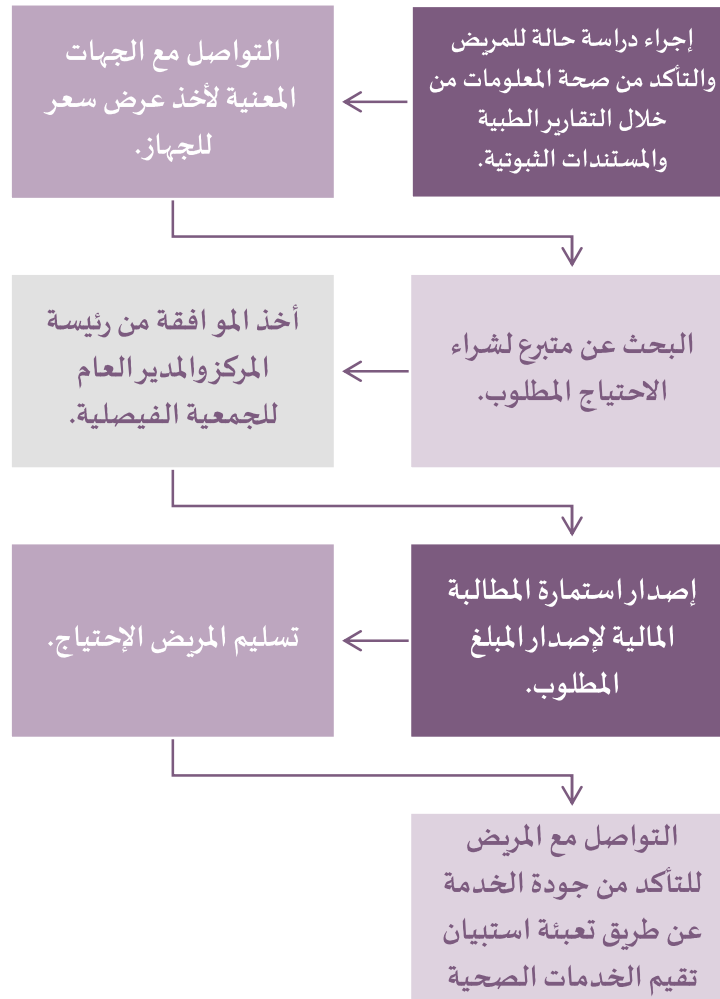 إجراء دراسة حالة للمريض
والتأكد من صحة المعلومات من
خلال التقارير الطبية
والمستندات الثبوتية.
التواصل مع الجهات
المعنية لأخذ عرض سعر
للجهاز.
البحث عن متبرع لشراء
الاحتياج المطلوب.
أخذ الموافقة من رئيسة
المركز والمدير العام
للجمعية الفيصلية.
إصدار استمارة المطالبة
المالية لإصدار المبلغ
المطلوب.
تسليم المريض الإحتياج.
التواصل مع المريض
للتأكد من جودة الخدمة
عن طريق تعبئة استبيان
تقيم الخدمات الصحية